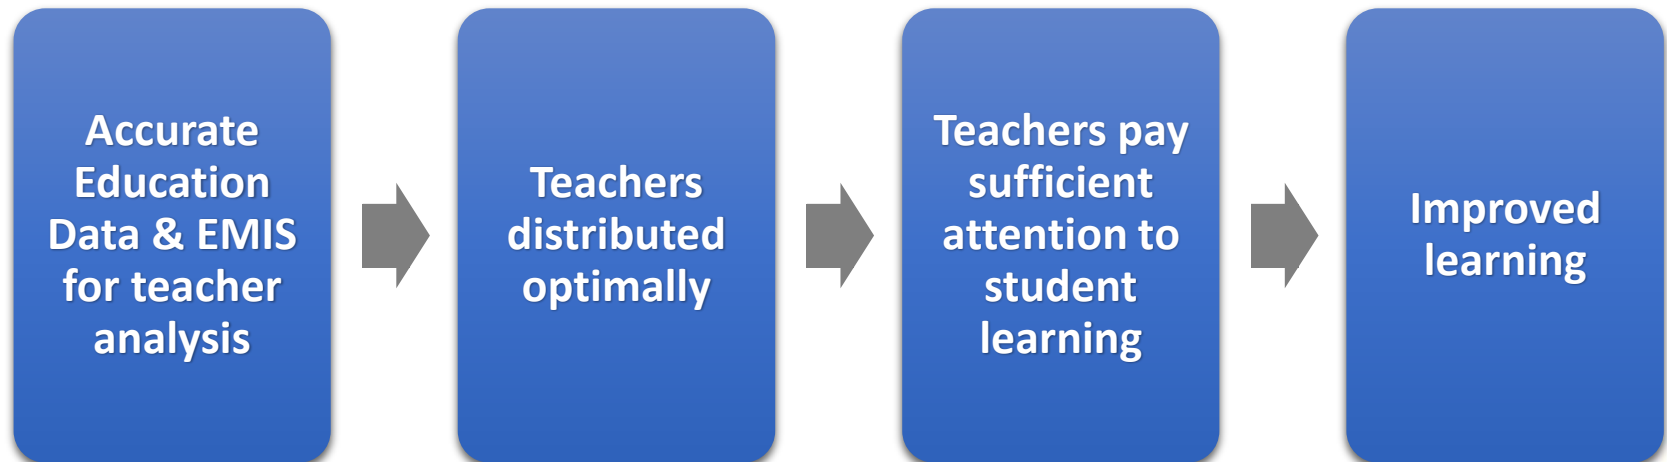 Accurate
Education
Data & EMIS
for teacher
analysis
Teachers
distributed
optimally
Teachers pay
sufficient
attention to
student
learning
Improved
learning